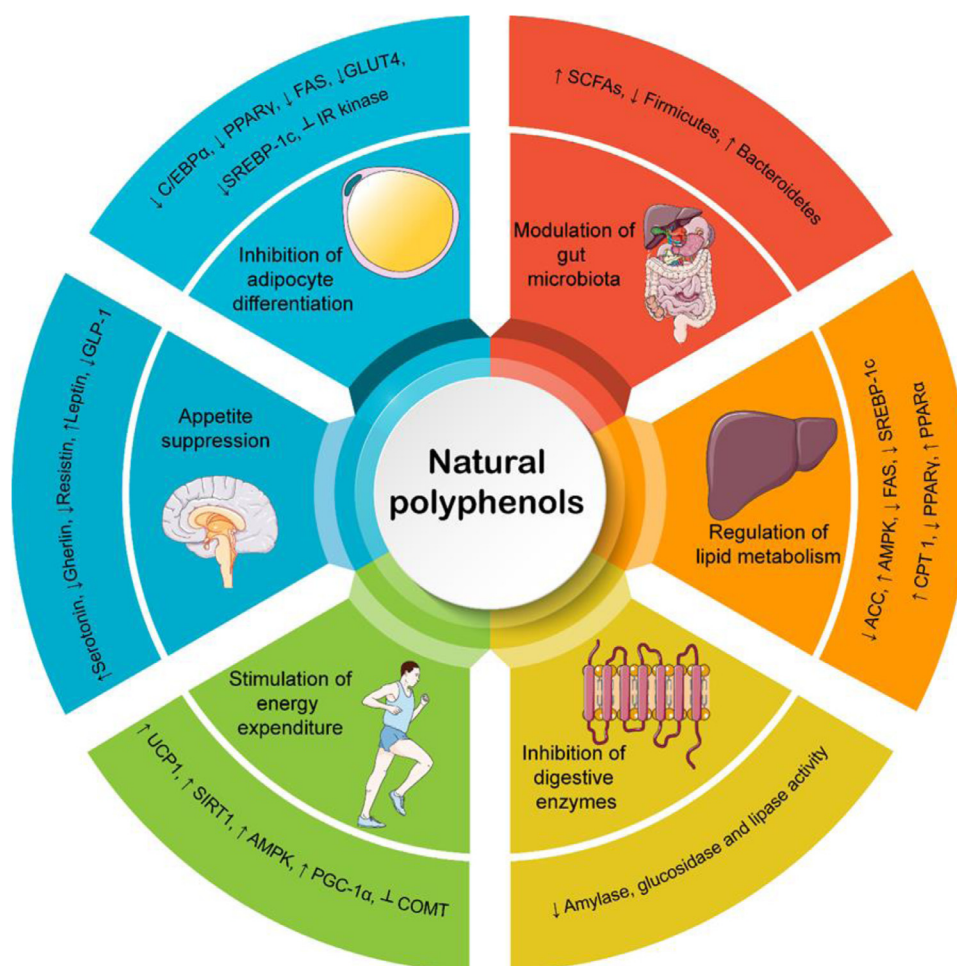 ↓ C/EBPα, ↓ PPARγ, ↓ FAS, ↓GLUT4,
↓SREBP-1c, ┴ IR kinase
Inhibition of
adipocyte
differentiation
↑ SCFAs, ↓ Firmicutes, ↑ Bacteroidetes
Modulation of
gut
microbiota
↑Serotonin, ↓Gherlin, ↓Resistin, ↑Leptin, ↓GLP-1
Appetite
suppression
Natural
polyphenols
Regulation of
lipid metabolism
↓ ACC, ↑ AMPK, ↓ FAS, ↓ SREBP-1c
↑ CPT 1, ↓ PPARγ, ↑ PPARα
Stimulation of
energy
expenditure
↑ UCP1, ↑ SIRT1, ↑ AMPK, ↑ PGC-1α, ┴ COMT
Inhibition of
digestive
enzymes
↓ Amylase, glucosidase and lipase activity